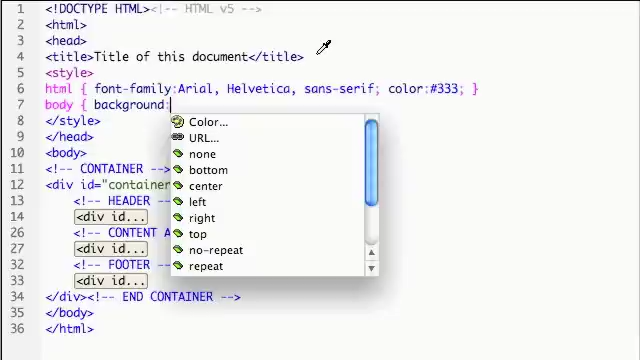 1 <!DOCTYPE HTML><!-- HTML v5 -->
2 <html>
3 <head>
4 <title>Title of this document</title>
5 <style>
6 html { font-family:Arial, Helvetica, sans-serif; color:#333; }
7 body { background:
8 </style>
Color...
9 </head>
URL...
10 <body>
none
11 <!-- CONTAINER
bottom
12 <div id="container
center
13 <!-- HEADER
left
14 <div id...
right
26 <!-- CONTENT A
top
27 <div id...
no-repeat
32 <!-- FOOTER
repeat
33 <div id...
34 </div><!-- END CONTAINER -->
35 </body>
36 </html>